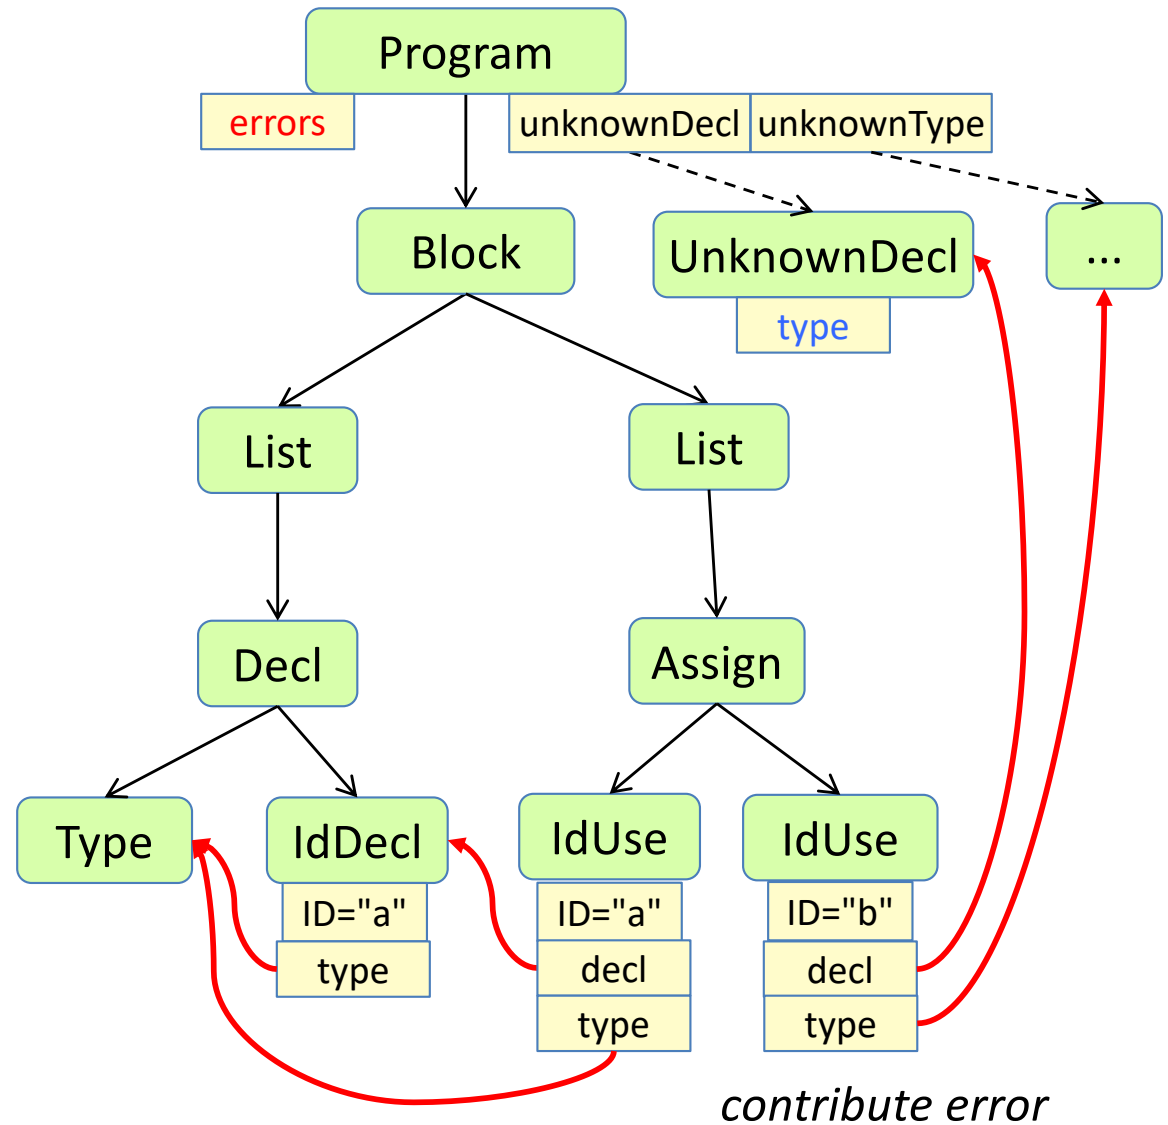 Program
errors
unknownDecl
unknownType
Block
UnknownDecl
...
type
List
List
Decl
Assign
Type
IdDecl
IdUse
IdUse
ID="a"
ID="a"
ID="b"
type
decl
decl
type
type
contribute error